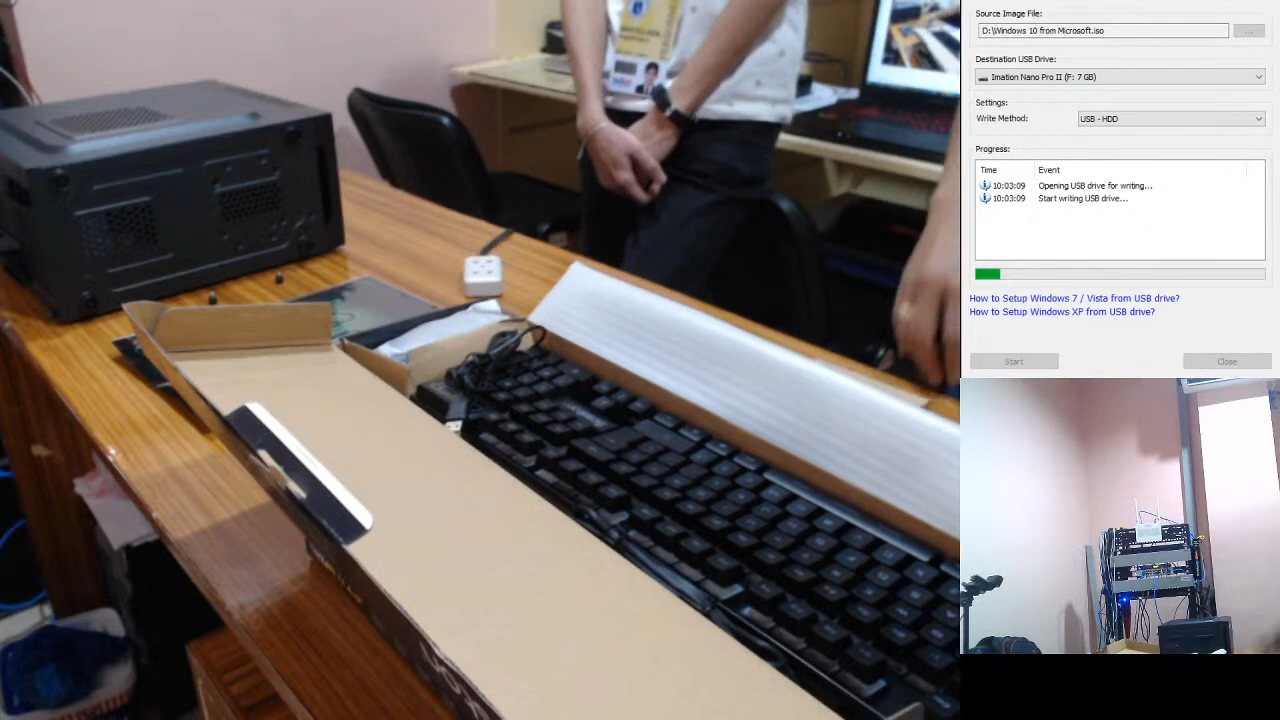 Source Image File:
D:\Windows 10 from Microsoft.iso
...
Destination USB Drive:
Imation Nano Pro II (F: 7 GB)
Settings:
Write Method:
USB - HDD
Progress:
Time Event
10:03:09 Opening USB drive for writing...
10:03:09 Start writing USB drive...
How to Setup Windows 7 / Vista from USB drive?
How to Setup Windows XP from USB drive?
Start
Close